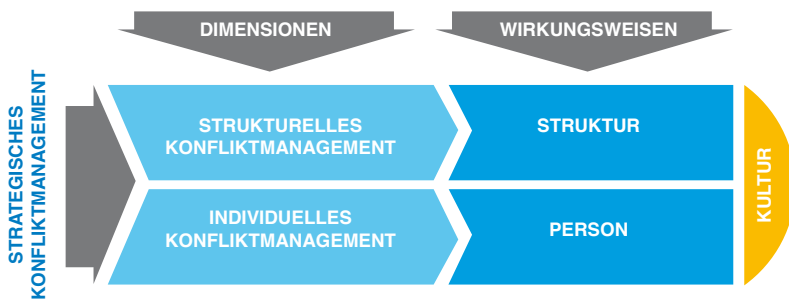 DIMENSIONEN
WIRKUNGSWEISEN
STRATEGISCHES
KONFLIKTMANAGEMENT
STRUKTURELLES
KONFLIKTMANAGEMENT
STRUKTUR
INDIVIDUELLES
KONFLIKTMANAGEMENT
PERSON
KULTUR